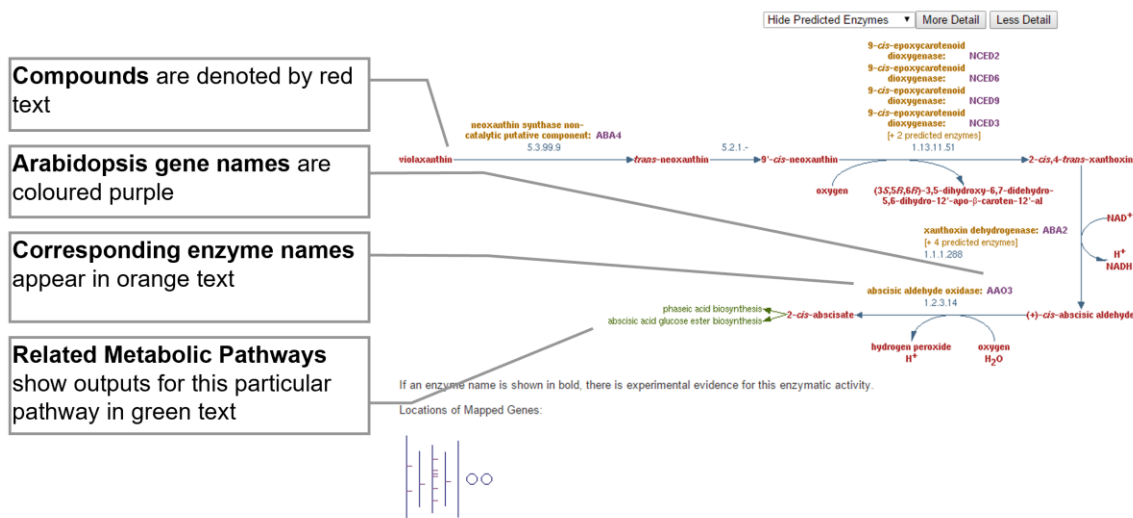 Hide Predicted Enzymes ▼ More Detail Less Detail
Compounds are denoted by red
text
Arabidopsis gene names are
coloured purple
Corresponding enzyme names
appear in orange text
Related Metabolic Pathways
show outputs for this particular
pathway in green text
9-cis-epoxycarotenoid
dioxygenase: NCED2
9-cis-epoxycarotenoid
dioxygenase: NCED6
9-cis-epoxycarotenoid
dioxygenase: NCED9
9-cis-epoxycarotenoid
dioxygenase: NCED3
[+ 2 predicted enzymes]
1.13.11.51
neoxanthin synthase non-
catalytic putative component: ABA4
5.3.99.9
5.2.1.-
violaxanthin
trans-neoxanthin
9'-cis-neoxanthin
2-cis,4-trans-xanthoxin
oxygen
(3S,5R,6R)-3,5-dihydroxy-6,7-didehydro-
5,6-dihydro-12'-apo-β-caroten-12'-al
xanthoxin dehydrogenase: ABA2
[+ 4 predicted enzymes]
1.1.1.288
NAD+
H+
NADH
abscisic aldehyde oxidase: AAO3
1.2.3.14
phaseic acid biosynthesis
abscisic acid glucose ester biosynthesis
2-cis-abscisate
(+)-cis-abscisic aldehyde
hydrogen peroxide
H+
oxygen
H2O
If an enzyme name is shown in bold, there is experimental evidence for this enzymatic activity.
Locations of Mapped Genes: